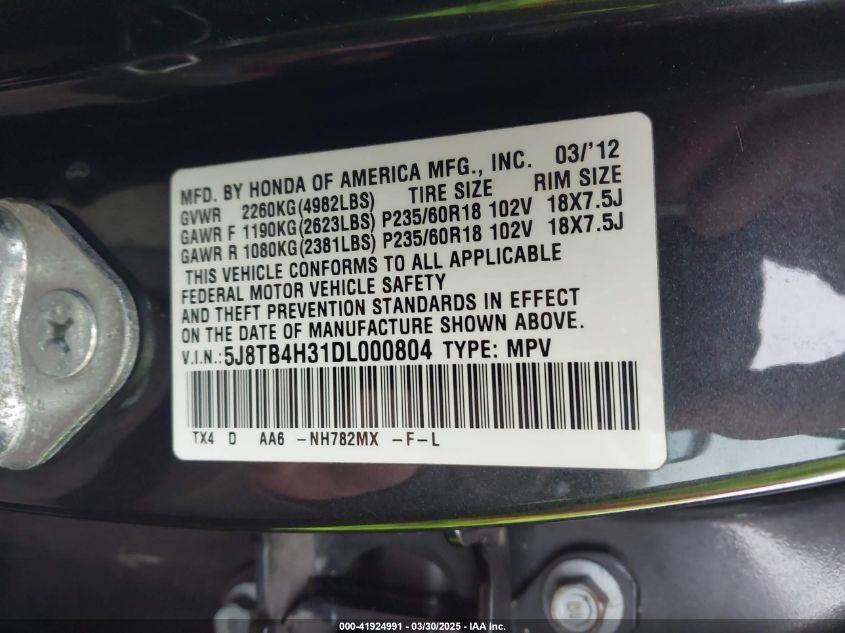 MFD. BY HONDA OF AMERICA MFG., INC. 03/'12
GVWR 2260KG(4982LBS) TIRE SIZE RIM SIZE
GAWR F 1190KG(2623LBS) P235/60R18 102V 18X7.5J
GAWR R 1080KG(2381LBS) P235/60R18 102V 18X7.5J
THIS VEHICLE CONFORMS TO ALL APPLICABLE
FEDERAL MOTOR VEHICLE SAFETY
AND THEFT PREVENTION STANDARDS IN EFFECT
ON THE DATE OF MANUFACTURE SHOWN ABOVE.
V.I.N.: 5J8TB4H31DL000804 TYPE: MPV
TX4 D AA6 -NH782MX -F-L
000-41924991 - 03/30/2025 - IAA Inc.